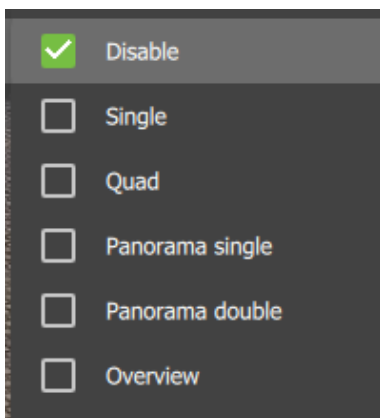 Disable
Single
Quad
Panorama single
Panorama double
Overview